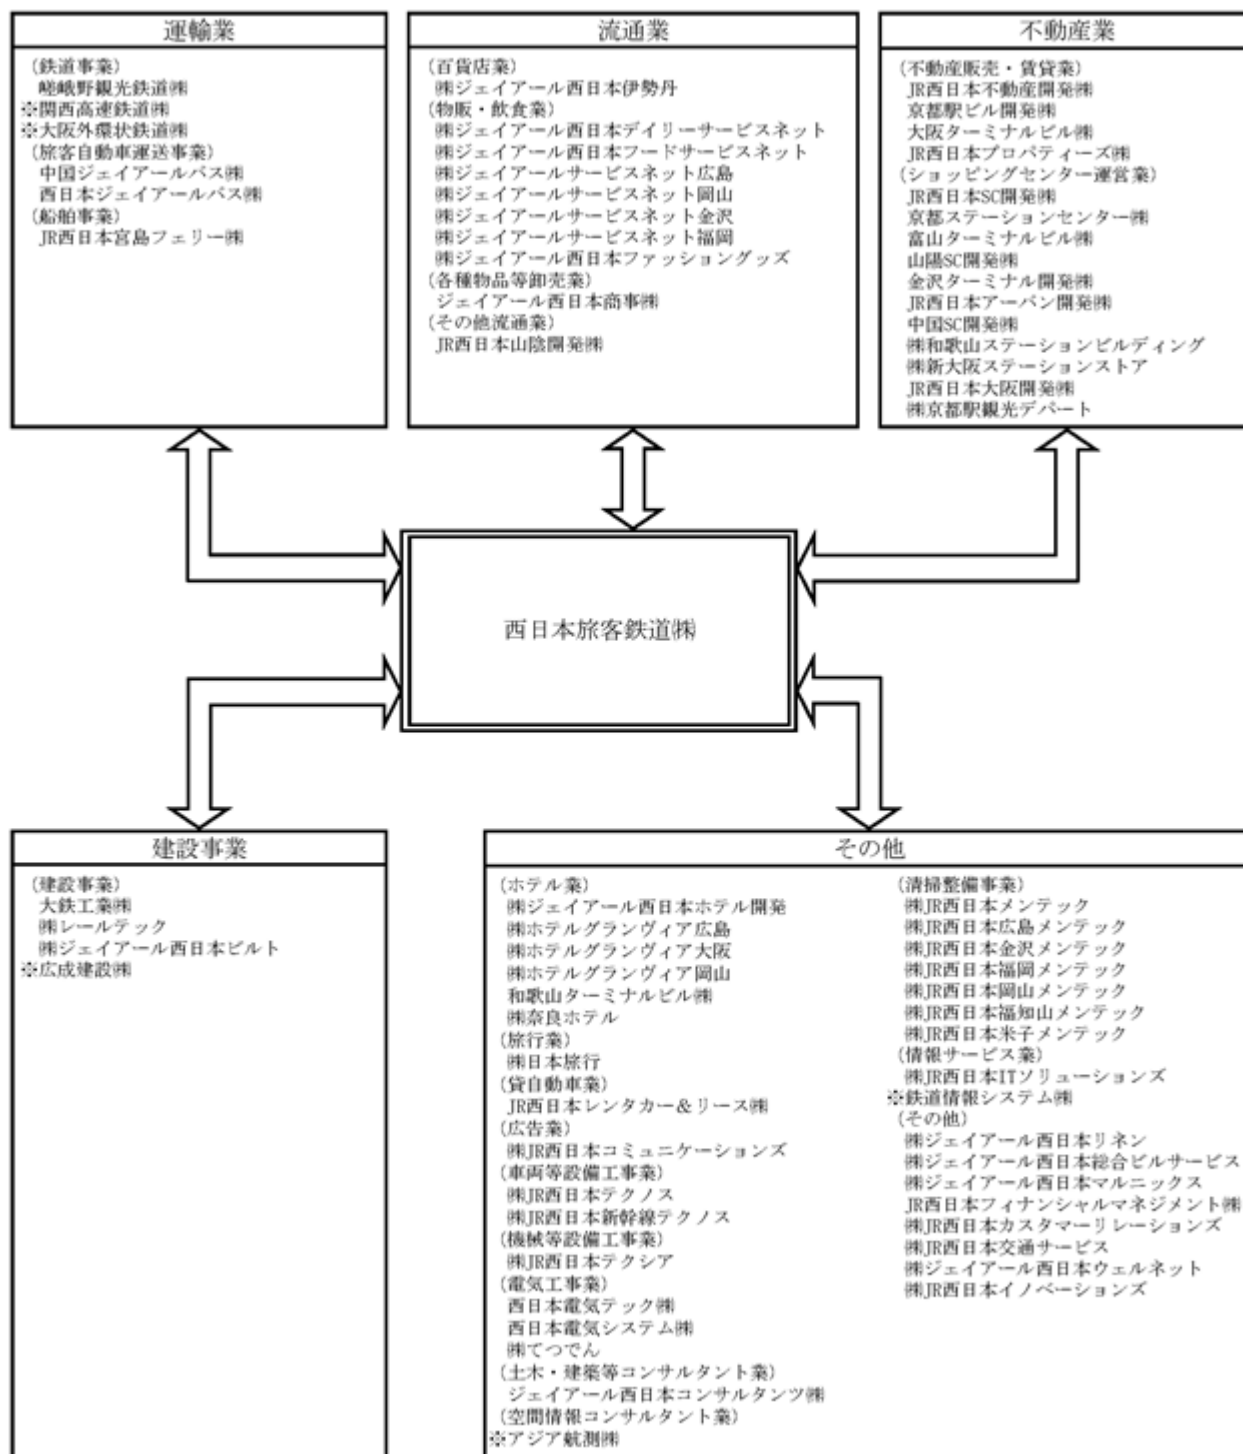 運輸業
(鉄道事業)
嵯峨野観光鉄道㈱
※関西高速鉄道㈱
※大阪外環状鉄道㈱
(旅客自動車運送事業)
中国ジェイアールバス㈱
西日本ジェイアールバス㈱
(船舶事業)
JR西日本宮島フェリー㈱
流通業
(百貨店業)
㈱ジェイアール西日本伊勢丹
(物販・飲食業)
㈱ジェイアール西日本デイリーサービスネット
㈱ジェイアール西日本フードサービスネット
㈱ジェイアールサービスネット広島
㈱ジェイアールサービスネット岡山
㈱ジェイアールサービスネット金沢
㈱ジェイアールサービスネット福岡
㈱ジェイアール西日本ファッショングッズ
(各種物品等卸売業)
ジェイアール西日本商事㈱
(その他流通業)
JR西日本山陰開発㈱
不動産業
(不動産販売・賃貸業)
JR西日本不動産開発㈱
京都駅ビル開発㈱
大阪ターミナルビル㈱
JR西日本プロパティーズ㈱
(ショッピングセンター運営業)
JR西日本SC開発㈱
京都ステーションセンター㈱
富山ターミナルビル㈱
山陽SC開発㈱
金沢ターミナル開発㈱
JR西日本アーバン開発㈱
中国SC開発㈱
㈱和歌山ステーションビルディング
㈱新大阪ステーションストア
JR西日本大阪開発㈱
㈱京都駅観光デパート
西日本旅客鉄道㈱
建設事業
(建設事業)
大鉄工業㈱
㈱レールテック
㈱ジェイアール西日本ビルト
※広成建設㈱
その他
(ホテル業)
㈱ジェイアール西日本ホテル開発
㈱ホテルグランヴィア広島
㈱ホテルグランヴィア大阪
㈱ホテルグランヴィア岡山
和歌山ターミナルビル㈱
㈱奈良ホテル
(旅行業)
㈱日本旅行
(貸自動車業)
JR西日本レンタカー&リース㈱
(広告業)
㈱JR西日本コミュニケーションズ
(車両等設備工事業)
㈱JR西日本テクノス
㈱JR西日本新幹線テクノス
(機械等設備工事業)
㈱JR西日本テクシア
(電気工事業)
西日本電気テック㈱
西日本電気システム㈱
㈱てつでん
(土木・建築等コンサルタント業)
ジェイアール西日本コンサルタンツ㈱
(空間情報コンサルタント業)
※アジア航測㈱
(清掃整備事業)
㈱JR西日本メンテック
㈱JR西日本広島メンテック
㈱JR西日本金沢メンテック
㈱JR西日本福岡メンテック
㈱JR西日本岡山メンテック
㈱JR西日本福知山メンテック
㈱JR西日本米子メンテック
(情報サービス業)
㈱JR西日本ITソリューションズ
※鉄道情報システム㈱
(その他)
㈱ジェイアール西日本リネン
㈱ジェイアール西日本総合ビルサービス
㈱ジェイアール西日本マルニックス
JR西日本フィナンシャルマネジメント㈱
㈱JR西日本カスタマーリレーションズ
㈱JR西日本交通サービス
㈱ジェイアール西日本ウェルネット
㈱JR西日本イノベーションズ